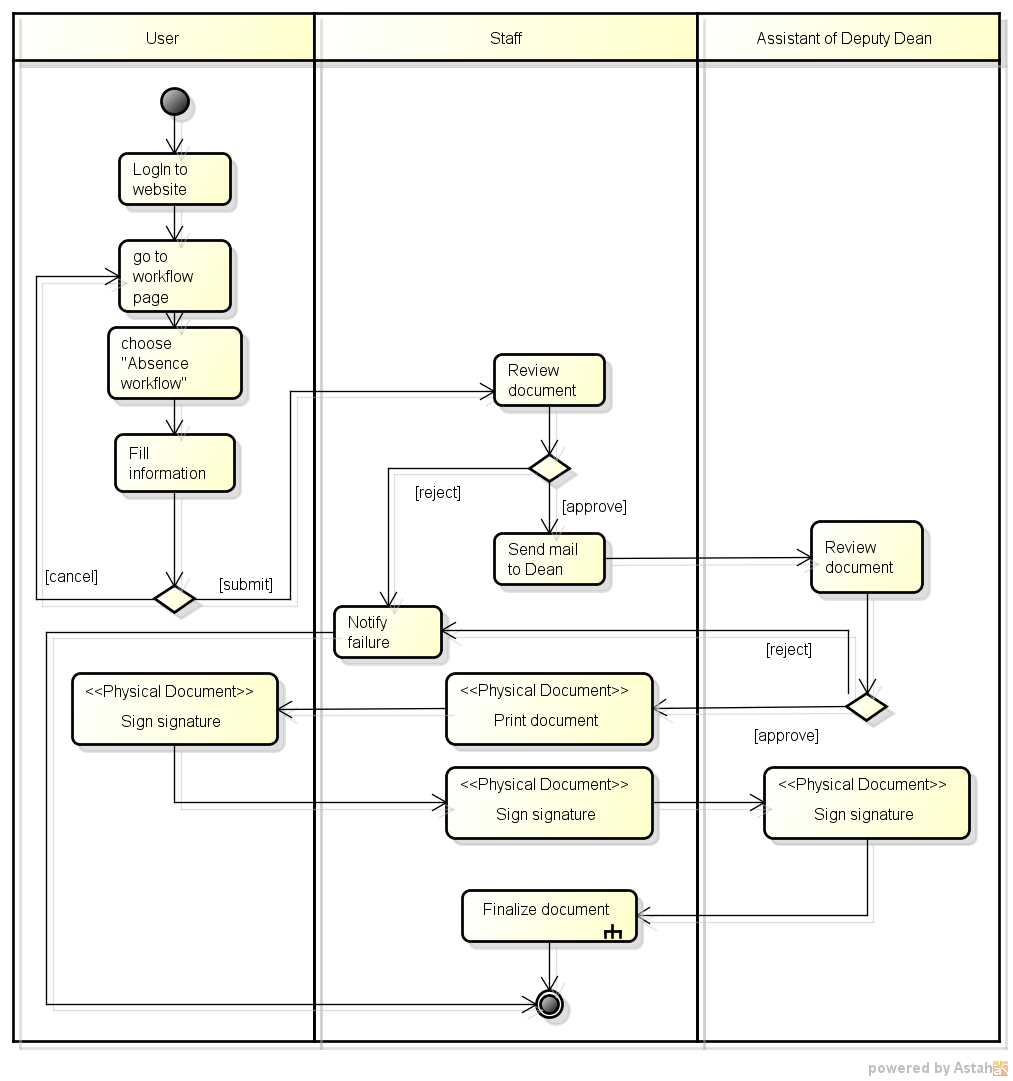 User
Staff
Assistant of Deputy Dean
LogIn to
website
go to
workflow
page
choose
"Absence
workflow"
Fill
information
[cancel]
[submit]
Review
document
[reject]
[approve]
Send mail
to Dean
Review
document
Notify
failure
[reject]
[approve]
<<Physical Document>>
Sign signature
<<Physical Document>>
Print document
<<Physical Document>>
Sign signature
<<Physical Document>>
Sign signature
Finalize document
powered by Astah